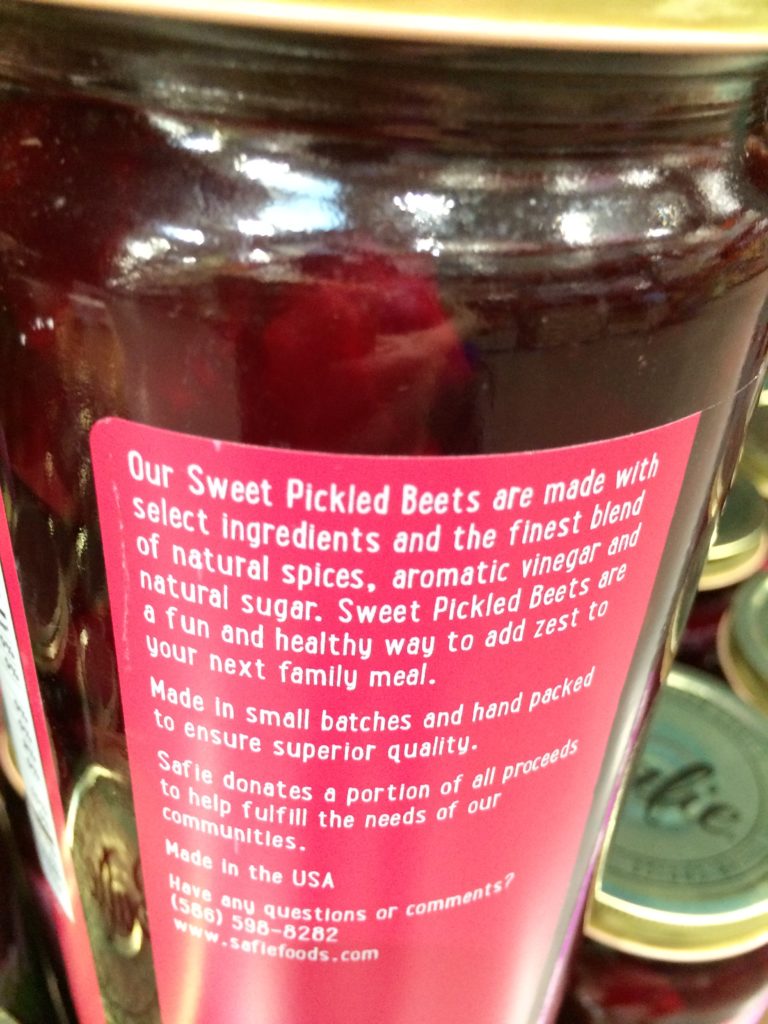 Our Sweet Pickled Beets are made with
select ingredients and the finest blend
of natural spices, aromatic vinegar and
natural sugar. Sweet Pickled Beets are
a fun and healthy way to add zest to
your next family meal.
Made in small batches and hand packed
to ensure superior quality.
Safie donates a portion of all proceeds
to help fulfill the needs of our
communities.
Made in the USA
Have any questions or comments?
(586) 598-8282
www.safiefoods.com